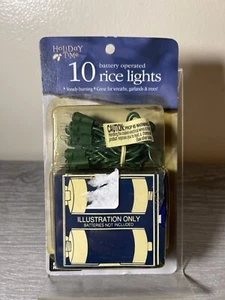 HOLIDAY
TIME
battery operated
10 rice lights
• Steady burning • Great for wreaths, garlands & more!
CAUTION:
ILLUSTRATION ONLY
BATTERIES NOT INCLUDED